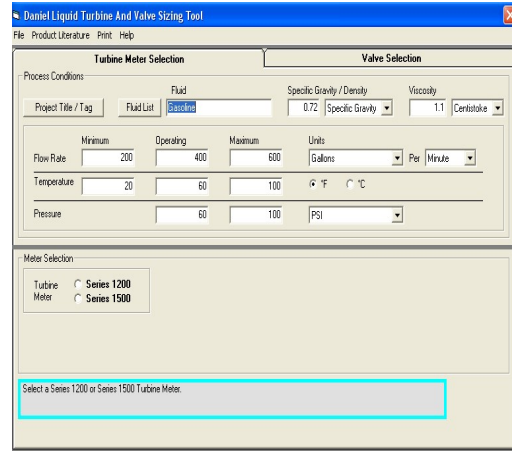 Daniel Liquid Turbine And Valve Sizing Tool
File Product Literature Print Help
Turbine Meter Selection Valve Selection
Process Conditions
Fluid Specific Gravity / Density Viscosity
Project Title / Tag Fluid List Gasoline 0.72 Specific Gravity 1.1 Centistoke
Minimum Operating Maximum Units
Flow Rate 200 400 600 Gallons Per Minute
Temperature 20 60 100 °F °C
Pressure 60 100 PSI
Meter Selection
Turbine Series 1200
Meter Series 1500
Select a Series 1200 or Series 1500 Turbine Meter.